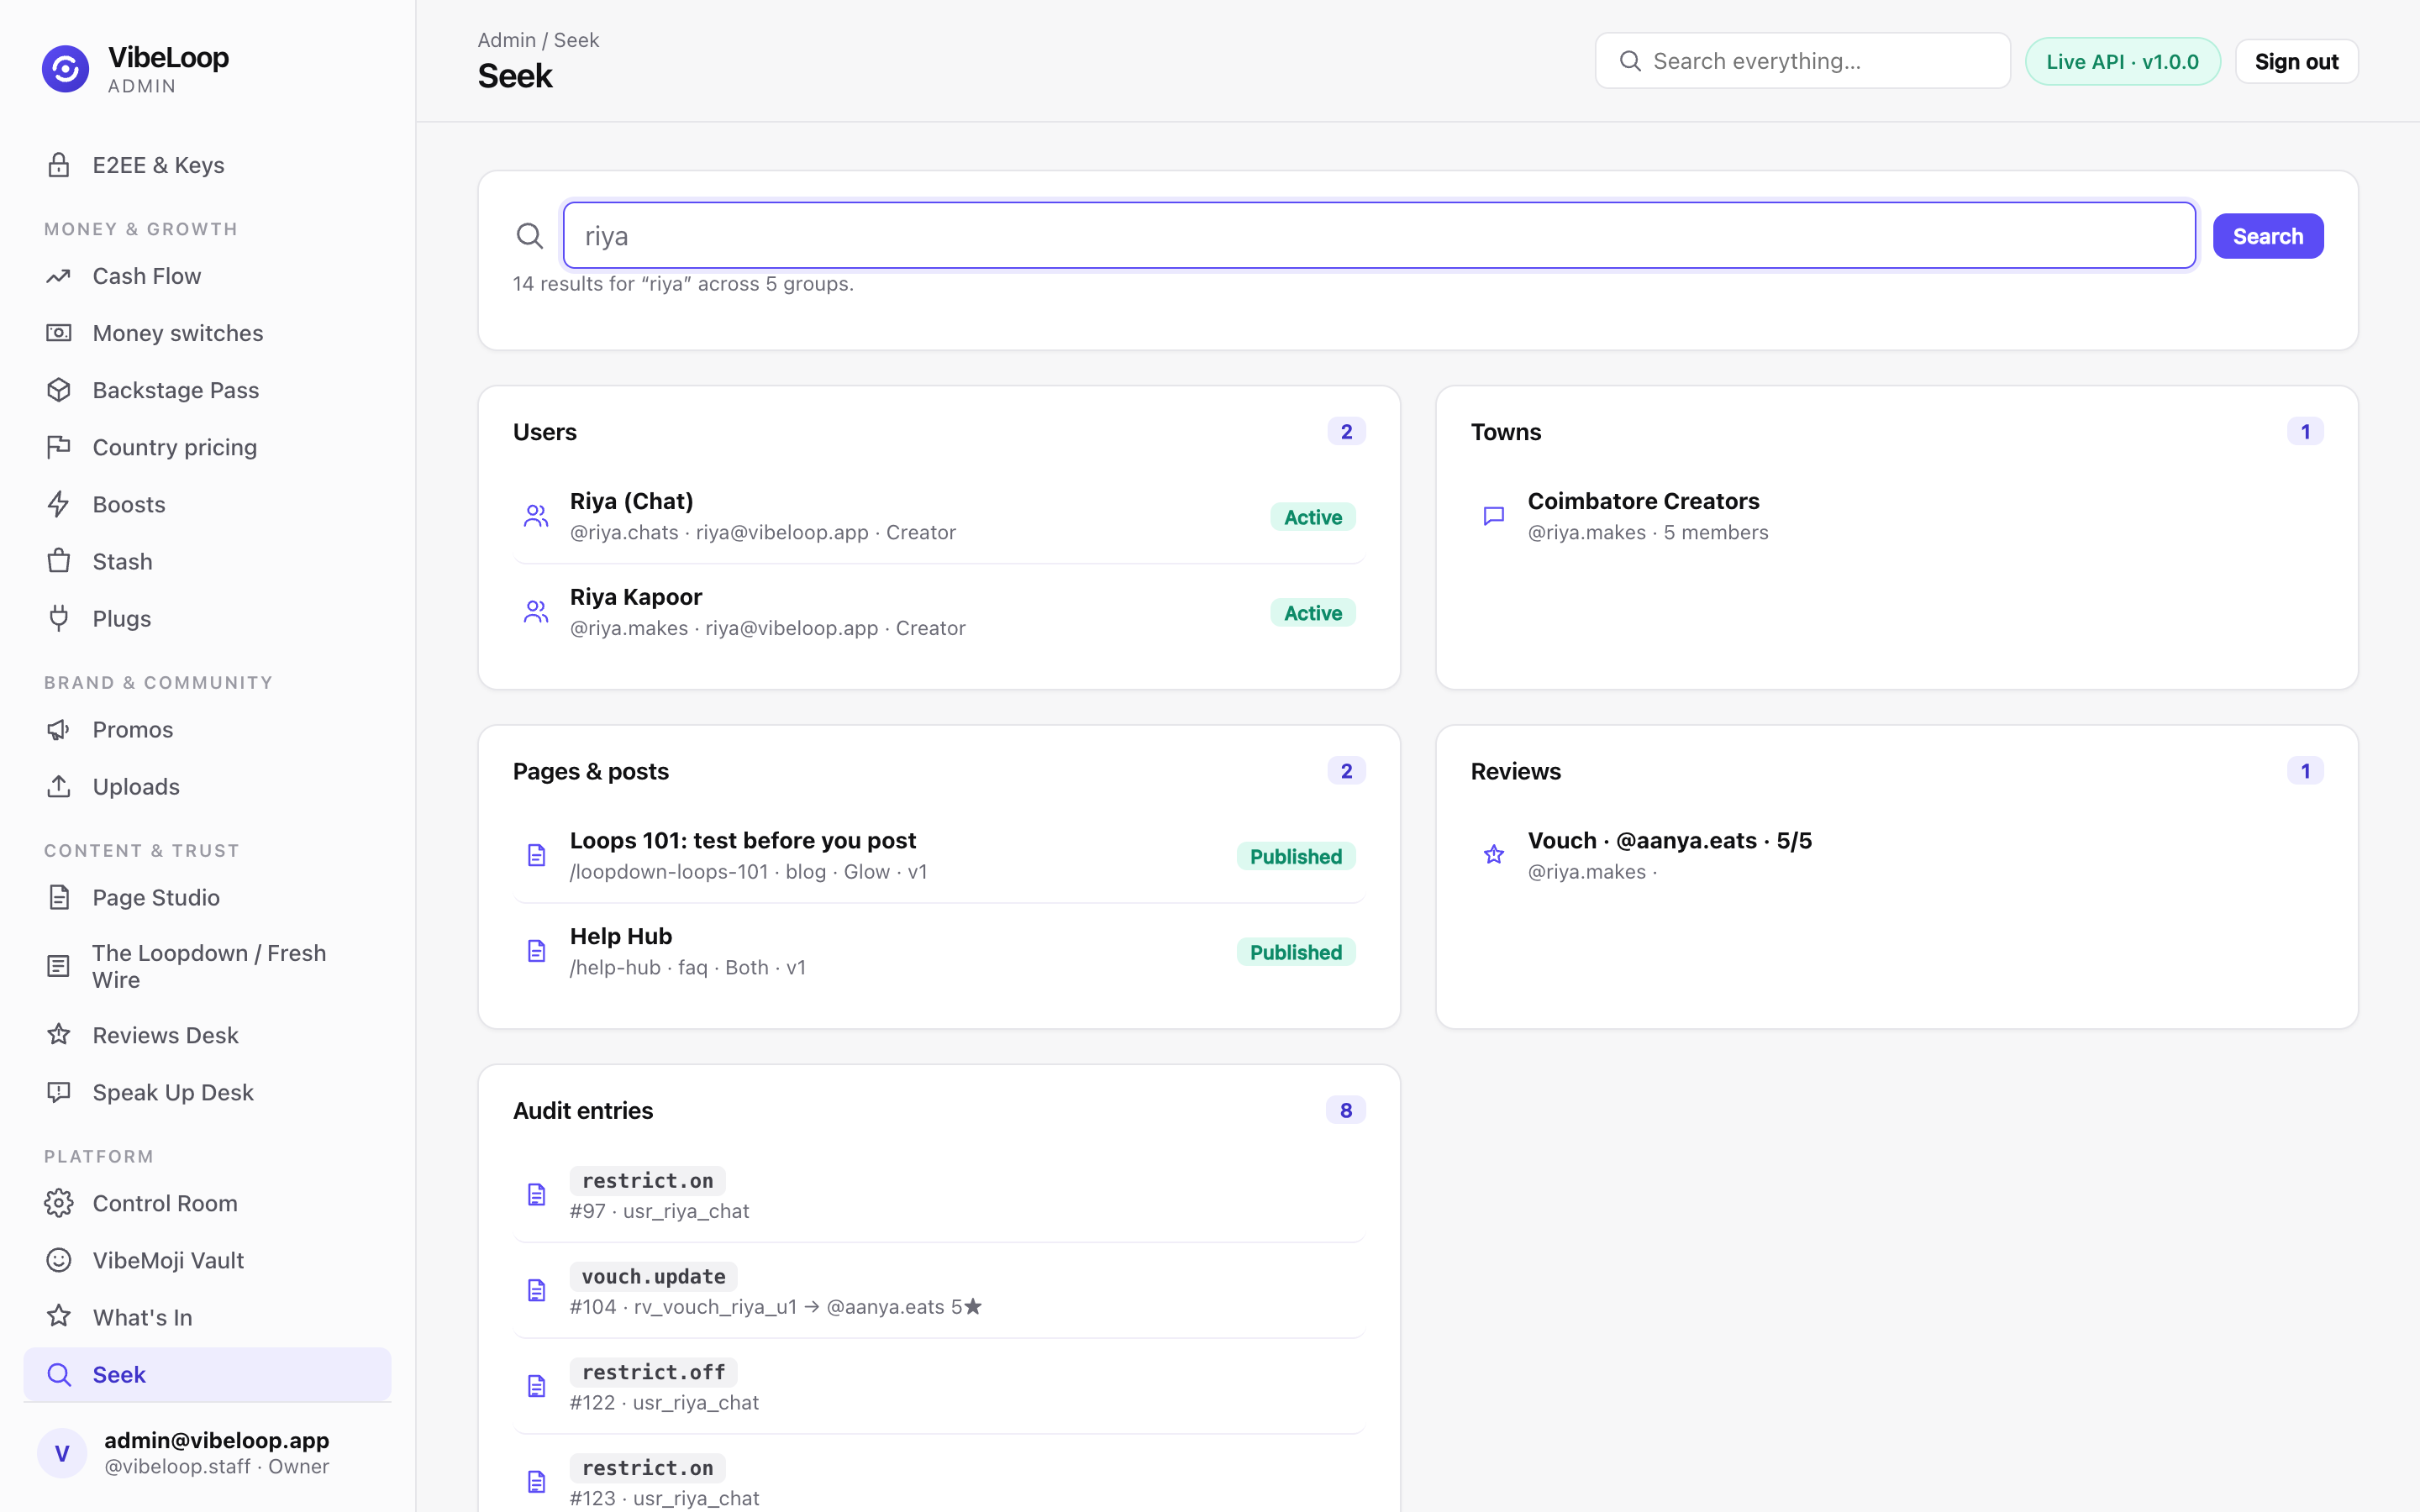 VibeLoop
ADMIN
E2EE & Keys
MONEY & GROWTH
Cash Flow
Money switches
Backstage Pass
Country pricing
Boosts
Stash
Plugs
BRAND & COMMUNITY
Promos
Uploads
CONTENT & TRUST
Page Studio
The Loopdown / Fresh
Wire
Reviews Desk
Speak Up Desk
PLATFORM
Control Room
VibeMoji Vault
What's In
Seek
V
admin@vibeloop.app
@vibeloop.staff · Owner
Admin / Seek
Seek
Search everything...
Live API · v1.0.0
Sign out
riya
Search
14 results for “riya” across 5 groups.
Users
2
Riya (Chat)
@riya.chats · riya@vibeloop.app · Creator
Active
Riya Kapoor
@riya.makes · riya@vibeloop.app · Creator
Active
Towns
1
Coimbatore Creators
@riya.makes · 5 members
Pages & posts
2
Loops 101: test before you post
/loopdown-loops-101 · blog · Glow · v1
Published
Help Hub
/help-hub · faq · Both · v1
Published
Reviews
1
Vouch · @aanya.eats · 5/5
@riya.makes ·
Audit entries
8
restrict.on
#97 · usr_riya_chat
vouch.update
#104 · rv_vouch_riya_u1 → @aanya.eats 5★
restrict.off
#122 · usr_riya_chat
restrict.on
#123 · usr_riya_chat